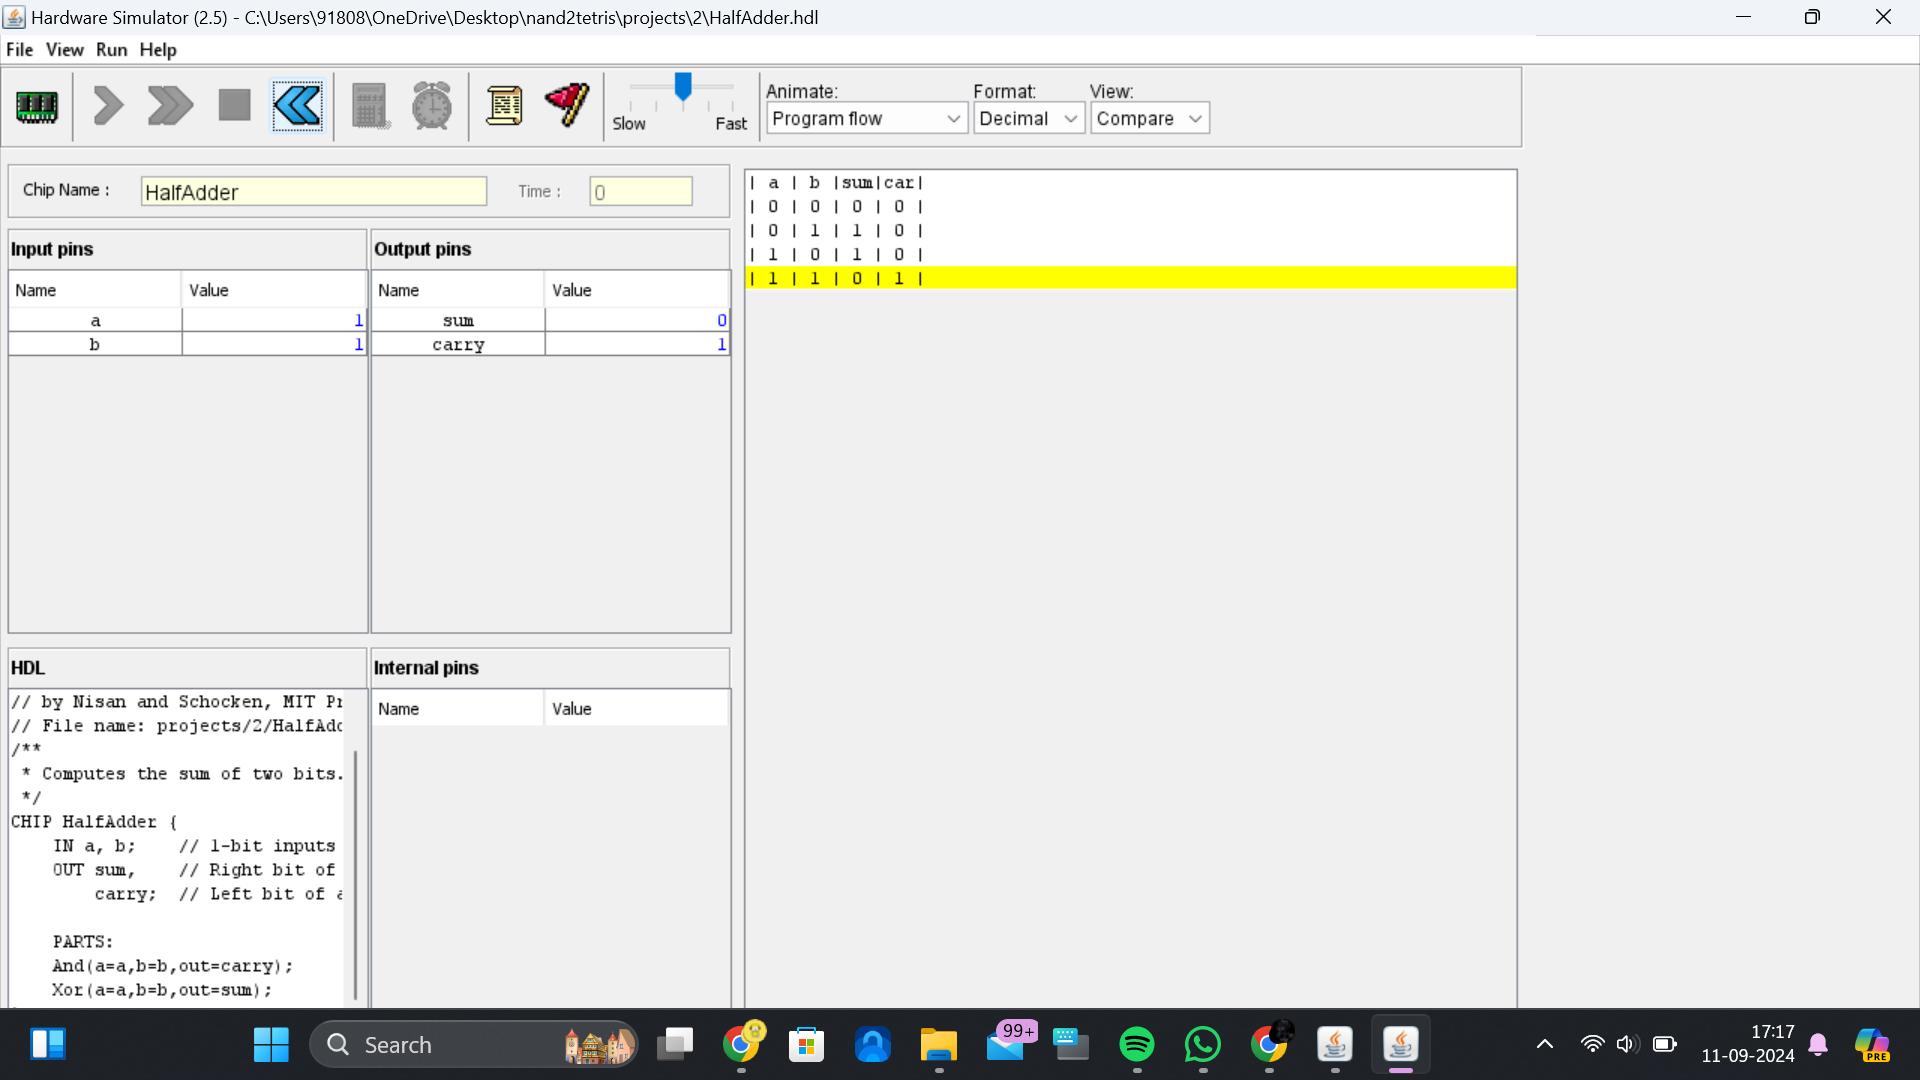 Hardware Simulator (2.5) - C:\Users\91808\OneDrive\Desktop\nand2tetris\projects\2\HalfAdder.hdl
File View Run Help
Animate: Format: View:
Slow Fast Program flow Decimal Compare
Chip Name : HalfAdder Time : 0
Input pins
Name Value
a 1
b 1
Output pins
Name Value
sum 0
carry 1
| a | b |sum|car|
| 0 | 0 | 0 | 0 |
| 0 | 1 | 1 | 0 |
| 1 | 0 | 1 | 0 |
| 1 | 1 | 0 | 1 |
HDL
// by Nisan and Schocken, MIT Pr
// File name: projects/2/HalfAdd
/**
* Computes the sum of two bits.
*/
CHIP HalfAdder {
IN a, b; // 1-bit inputs
OUT sum, // Right bit of
carry; // Left bit of a
PARTS:
And(a=a,b=b,out=carry);
Xor(a=a,b=b,out=sum);
Internal pins
Name Value
Search
99+
17:17
11-09-2024
PRE